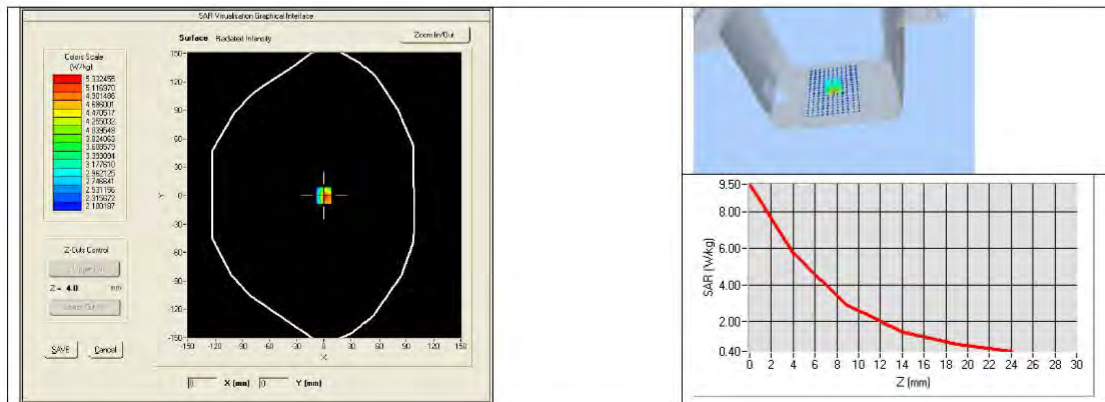 SAR Visualisation Graphical Interface
Surface Radiated Intensity
Zoom In/Out
Colors Scale
(W/kg)
5.332455
5.116970
4.901486
4.686001
4.470517
4.255032
4.039548
3.824063
3.608579
3.393094
3.177610
2.962125
2.746641
2.531156
2.315672
2.100187
Z-Cuts Control
Z = 4.0 mm
SAVE Cancel
150
120
90
60
30
Y 0
-30
-60
-90
-120
-150
-150 -120 -90 -60 -30 0 30 60 90 120 150
X
0 X (mm) 0 Y (mm)
9.50
8.00
6.00
4.00
2.00
0.40
SAR (W/kg)
0 2 4 6 8 10 12 14 16 18 20 22 24 26 28 30
Z (mm)